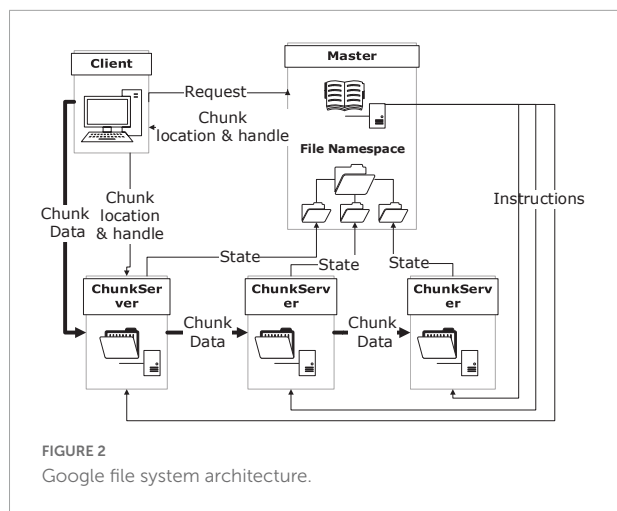 Client
Master
Request
Chunk
location & handle
File Namespace
Chunk
Data
Chunk
location
& handle
Instructions
State
State
State
ChunkSer
ver
ChunkServ
er
ChunkServ
er
Chunk
Data
Chunk
Data
FIGURE 2
Google file system architecture.